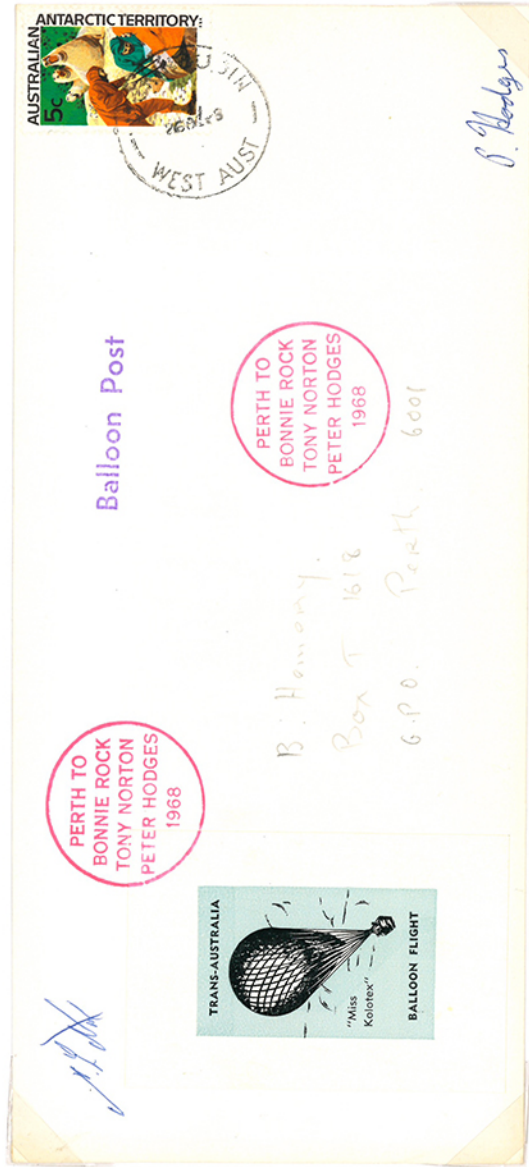 AUSTRALIAN
ANTARCTIC TERRITORY
5c
WEST AUST
P. Hodges
Balloon Post
PERTH TO
BONNIE ROCK
TONY NORTON
PETER HODGES
1968
PERTH TO
BONNIE ROCK
TONY NORTON
PETER HODGES
1968
Box T 1618
G.P.O. Perth. 6001
TRANS-AUSTRALIA
"Miss
Kolotex"
BALLOON FLIGHT